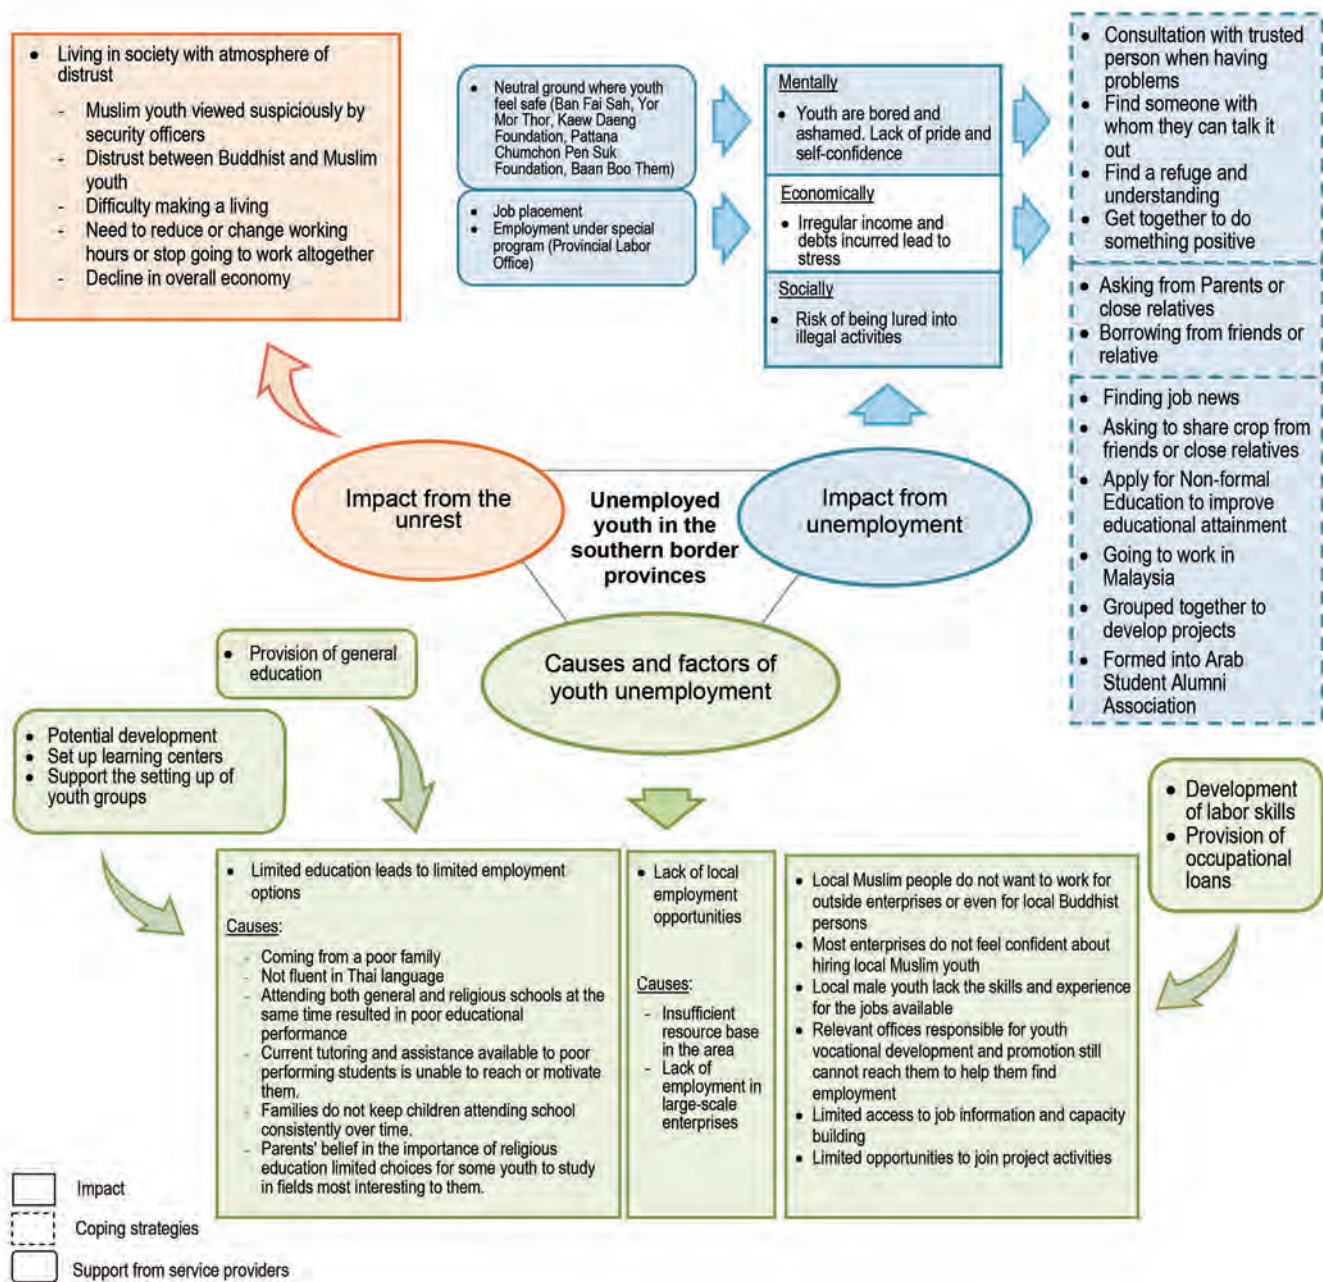 • Living in society with atmosphere of
distrust
- Muslim youth viewed suspiciously by
security officers
- Distrust between Buddhist and Muslim
youth
- Difficulty making a living
- Need to reduce or change working
hours or stop going to work altogether
- Decline in overall economy
• Neutral ground where youth
feel safe (Ban Fai Sah, Yor
Mor Thor, Kaew Daeng
Foundation, Pattana
Chumchon Pen Suk
Foundation, Baan Boo Them)
• Job placement
• Employment under special
program (Provincial Labor
Office)
Mentally
• Youth are bored and
ashamed. Lack of pride and
self-confidence
Economically
• Irregular income and
debts incurred lead to
stress
Socially
• Risk of being lured into
illegal activities
• Consultation with trusted
person when having
problems
• Find someone with
whom they can talk it
out
• Find a refuge and
understanding
• Get together to do
something positive
• Asking from Parents or
close relatives
• Borrowing from friends or
relative
• Finding job news
• Asking to share crop from
friends or close relatives
• Apply for Non-formal
Education to improve
educational attainment
• Going to work in
Malaysia
• Grouped together to
develop projects
• Formed into Arab
Student Alumni
Association
Impact from the
unrest
Unemployed
youth in the
southern border
provinces
Impact from
unemployment
Causes and factors of
youth unemployment
• Provision of general
education
• Potential development
• Set up learning centers
• Support the setting up of
youth groups
• Development
of labor skills
• Provision of
occupational
loans
• Limited education leads to limited employment
options
Causes:
- Coming from a poor family
- Not fluent in Thai language
- Attending both general and religious schools at the
same time resulted in poor educational
performance
- Current tutoring and assistance available to poor
performing students is unable to reach or motivate
them.
- Families do not keep children attending school
consistently over time.
- Parents' belief in the importance of religious
education limited choices for some youth to study
in fields most interesting to them.
• Lack of local
employment
opportunities
Causes:
- Insufficient
resource base
in the area
- Lack of
employment in
large-scale
enterprises
• Local Muslim people do not want to work for
outside enterprises or even for local Buddhist
persons
• Most enterprises do not feel confident about
hiring local Muslim youth
• Local male youth lack the skills and experience
for the jobs available
• Relevant offices responsible for youth
vocational development and promotion still
cannot reach them to help them find
employment
• Limited access to job information and capacity
building
• Limited opportunities to join project activities
Impact
Coping strategies
Support from service providers